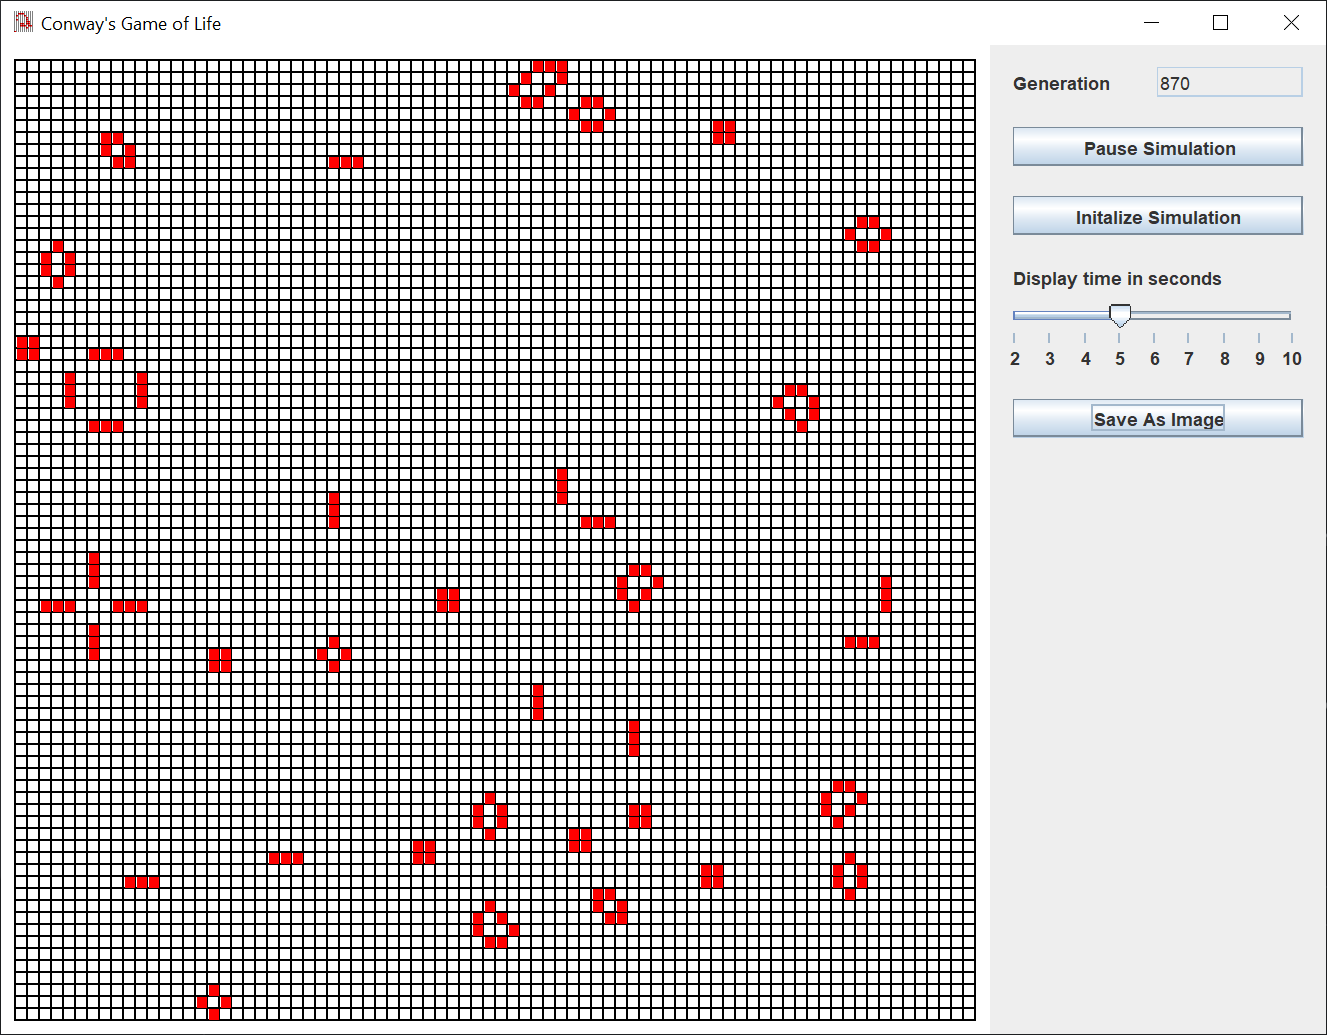 Conway's Game of Life
Generation 870
Pause Simulation
Initalize Simulation
Display time in seconds
2 3 4 5 6 7 8 9 10
Save As Image